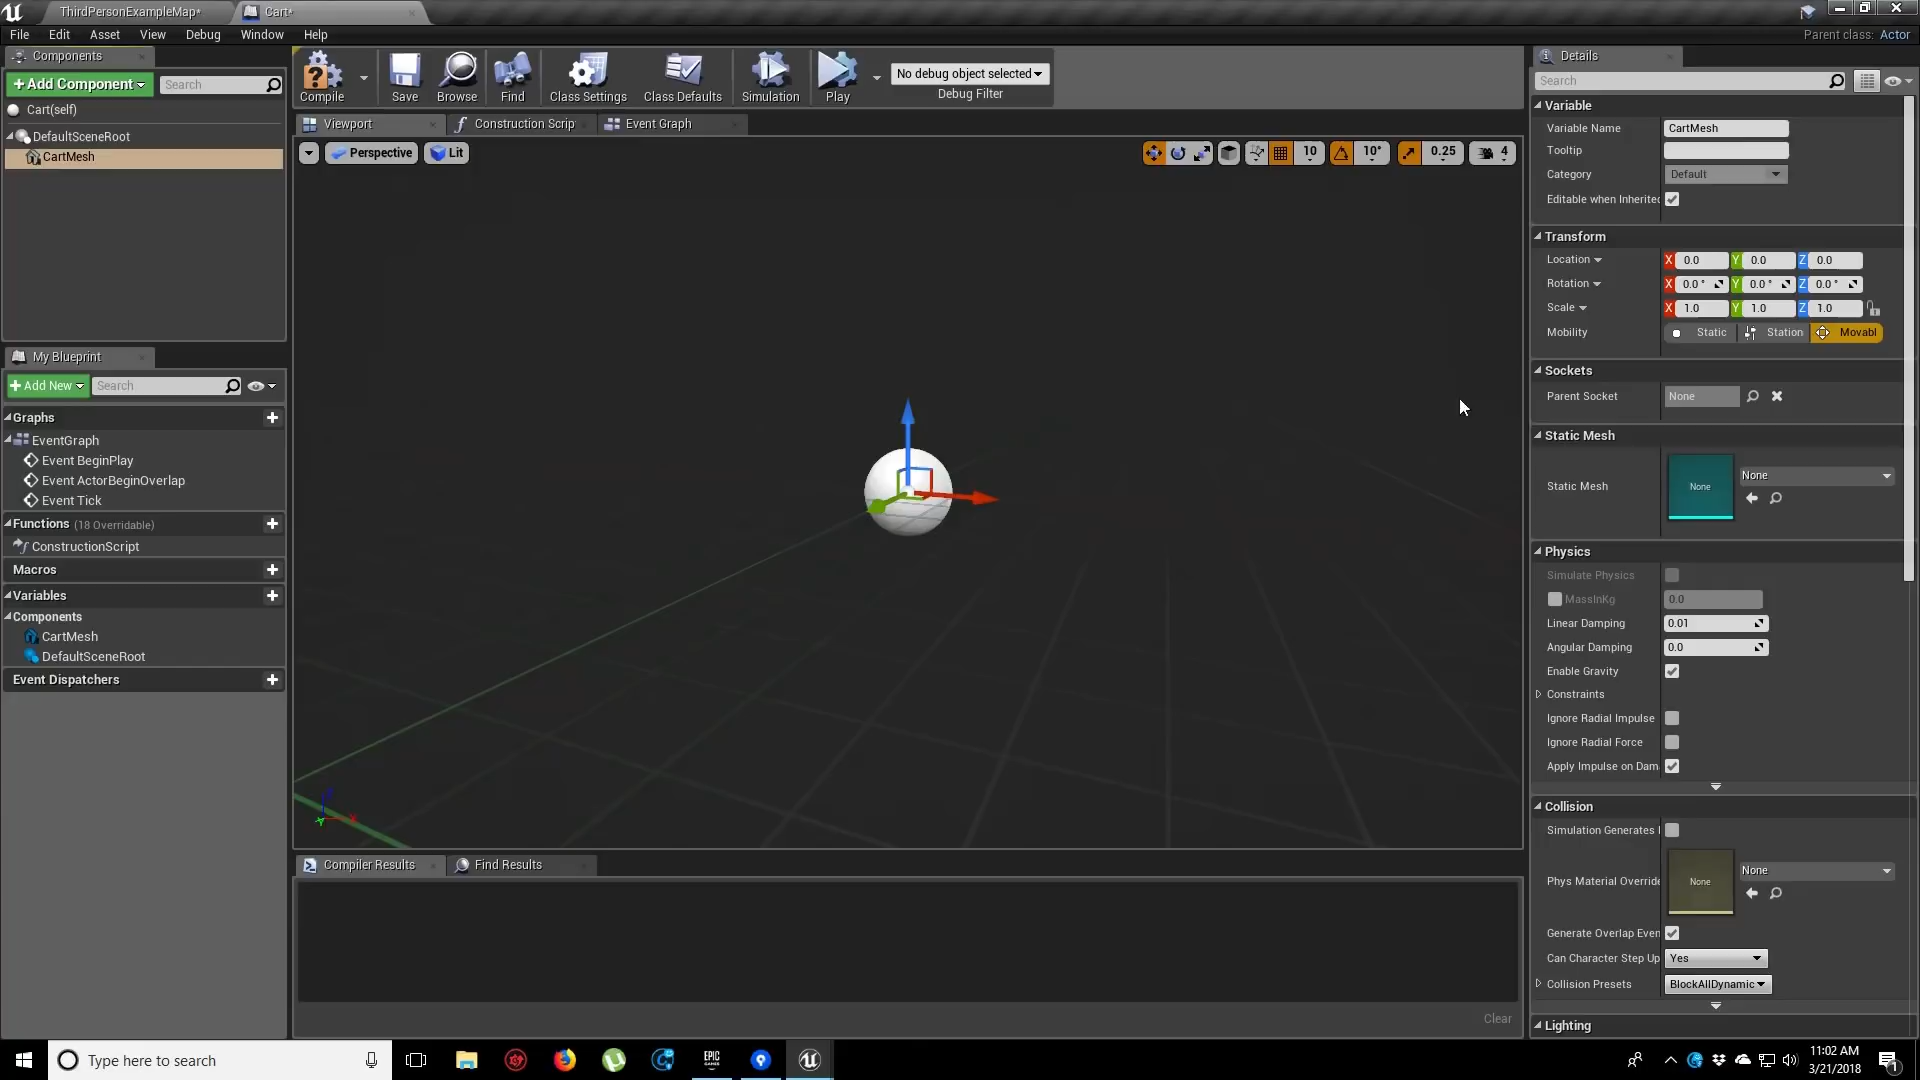 ThirdPersonExampleMap*
Cart*
File Edit Asset View Debug Window Help
Parent class: Actor
Components
+Add Component
Search
Cart(self)
DefaultSceneRoot
CartMesh
My Blueprint
+Add New
Search
Graphs
EventGraph
Event BeginPlay
Event ActorBeginOverlap
Event Tick
Functions (18 Overridable)
ConstructionScript
Macros
Variables
Components
CartMesh
DefaultSceneRoot
Event Dispatchers
Compile
Save
Browse
Find
Class Settings
Class Defaults
Simulation
Play
No debug object selected
Debug Filter
Viewport
Construction Scrip
Event Graph
Perspective
Lit
10
10°
0.25
4
Compiler Results
Find Results
Clear
Details
Search
Variable
Variable Name CartMesh
Tooltip
Category Default
Editable when Inherited
Transform
Location X 0.0 Y 0.0 Z 0.0
Rotation X 0.0 ° Y 0.0 ° Z 0.0 °
Scale X 1.0 Y 1.0 Z 1.0
Mobility Static Station Movabl
Sockets
Parent Socket None
Static Mesh
Static Mesh None None
Physics
Simulate Physics
MassInKg 0.0
Linear Damping 0.01
Angular Damping 0.0
Enable Gravity
Constraints
Ignore Radial Impulse
Ignore Radial Force
Apply Impulse on Dam
Collision
Simulation Generates
Phys Material Override None None
Generate Overlap Even
Can Character Step Up Yes
Collision Presets BlockAllDynamic
Lighting
Type here to search
EPIC
GAMES
11:02 AM
3/21/2018
1